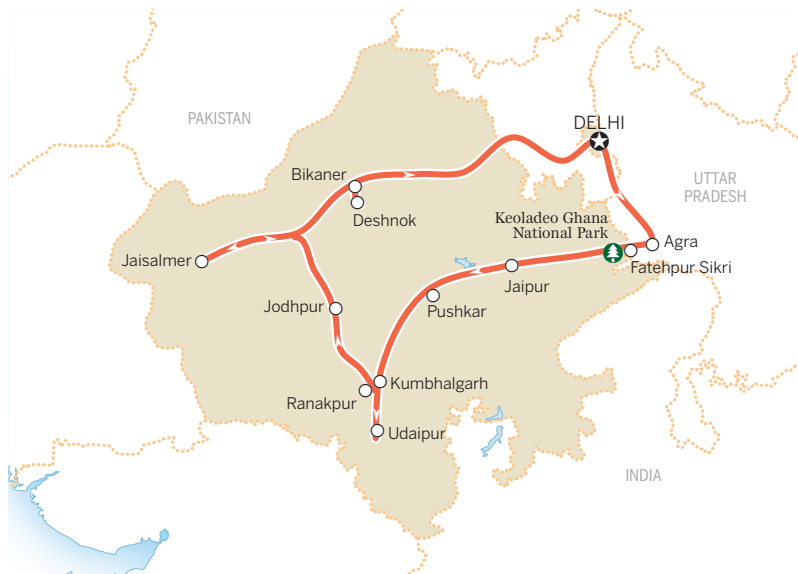 DELHI
PAKISTAN
Bikaner
UTTAR
PRADESH
Deshnok
Keoladeo Ghana
National Park
Agra
Jaisalmer
Fatehpur Sikri
Jaipur
Jodhpur
Pushkar
Kumbhalgarh
Ranakpur
Udaipur
INDIA